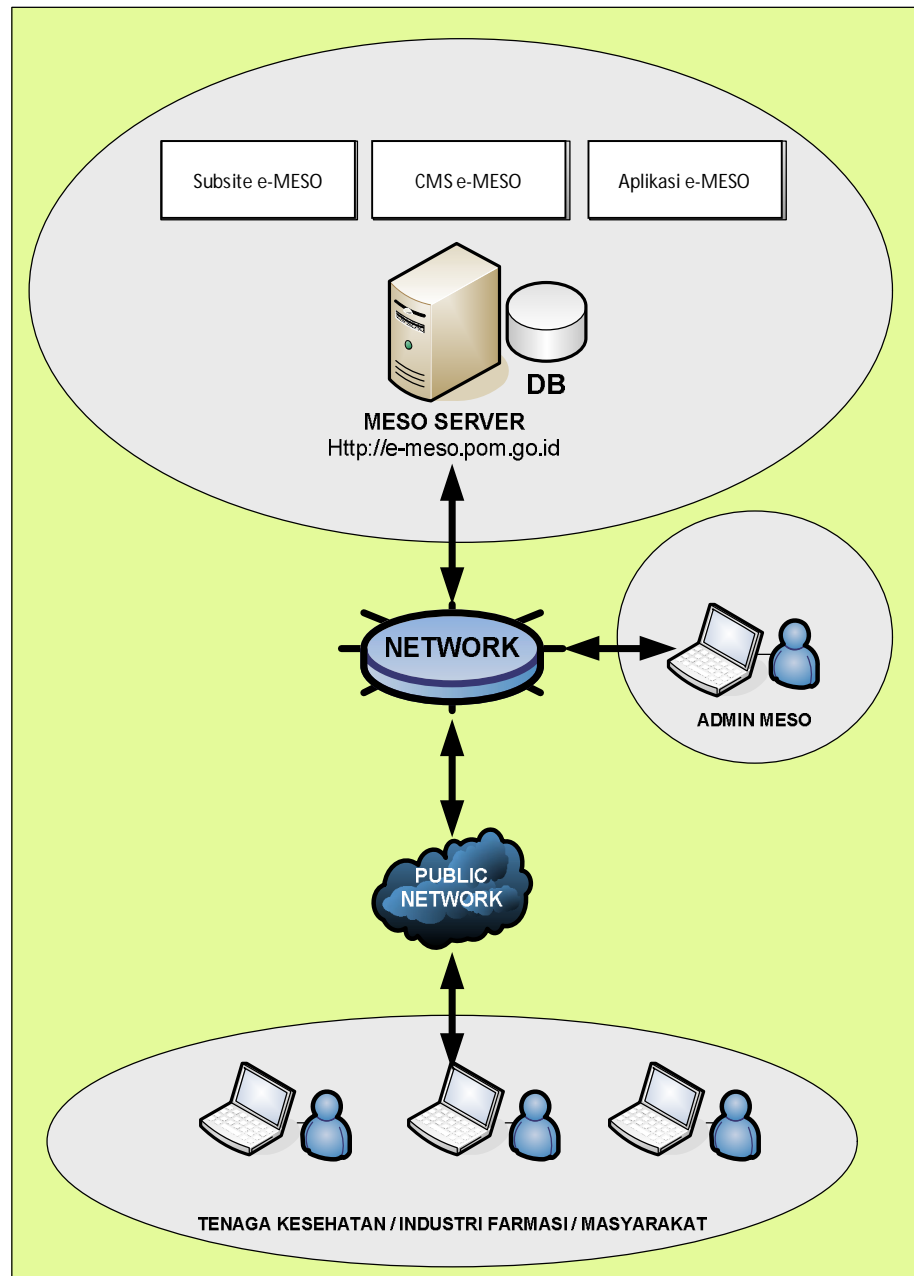 Subsite e-MESO
CMS e-MESO
Aplikasi e-MESO
DB
MESO SERVER
Http://e-meso.pom.go.id
NETWORK
ADMIN MESO
PUBLIC
NETWORK
TENAGA KESEHATAN / INDUSTRI FARMASI / MASYARAKAT